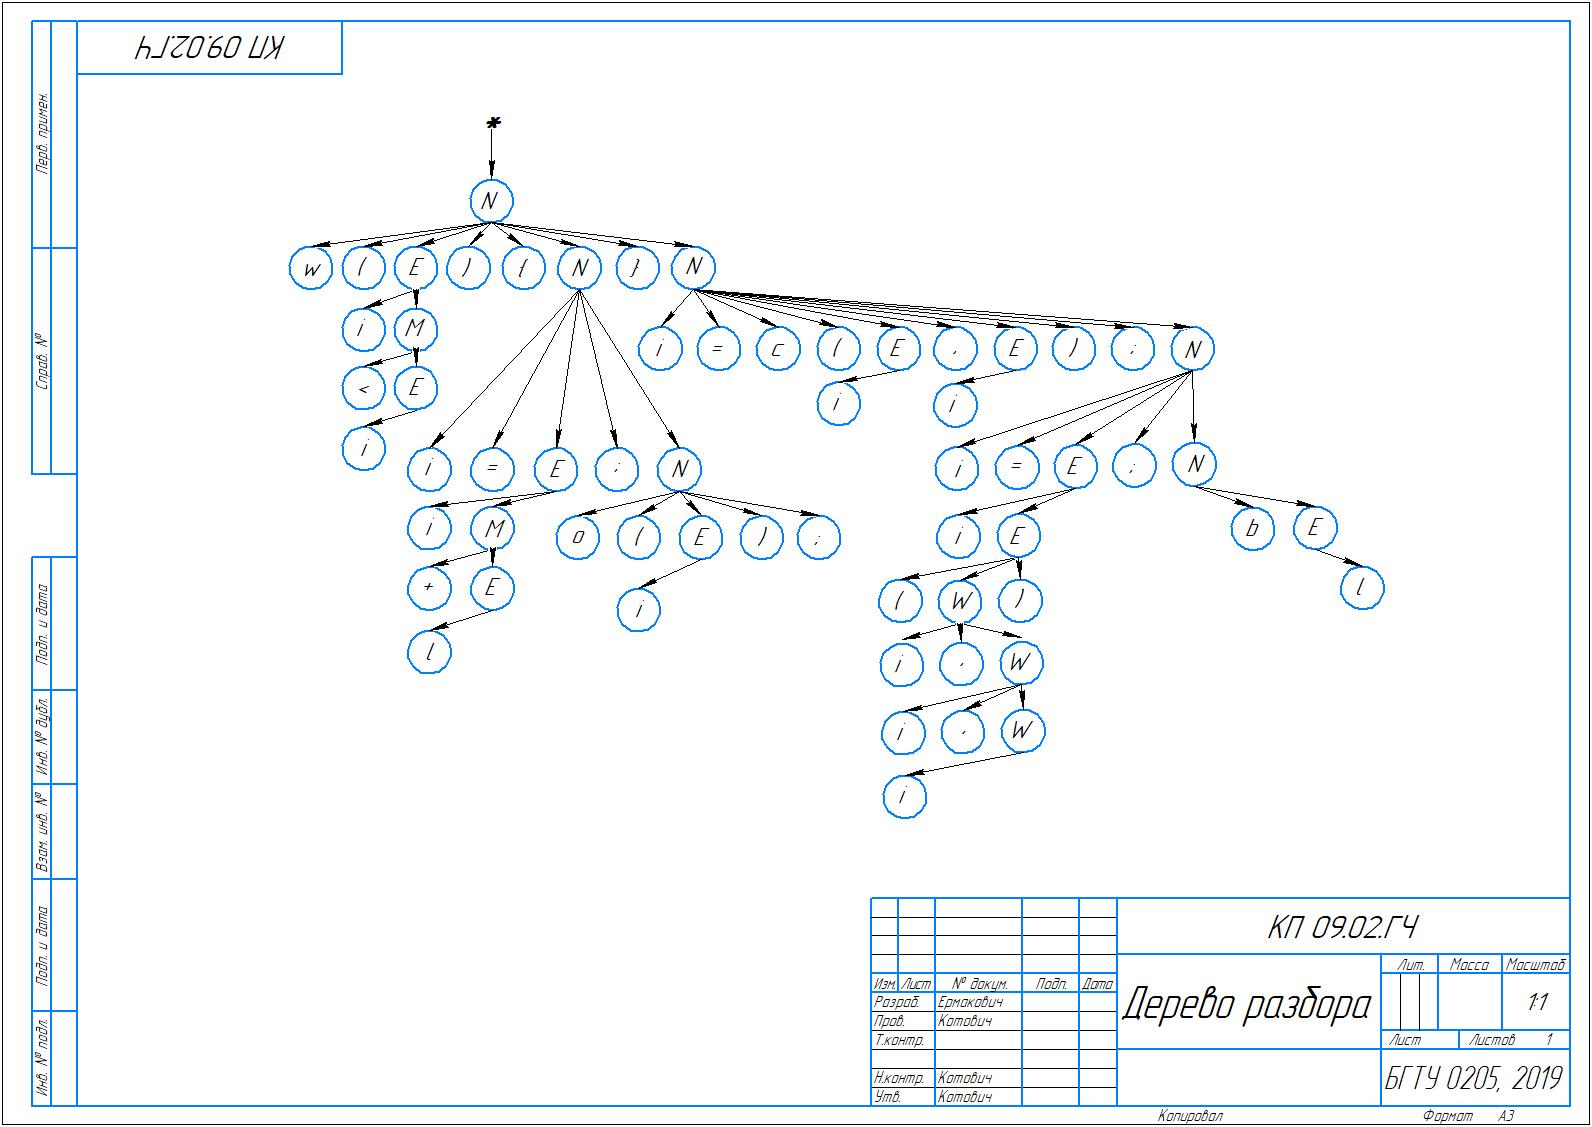 КП 09.02.ГЧ
Перв. примен.
Справ. №
Подп. и дата
Инв. № дубл.
Взам. инв. №
Подп. и дата
Инв. № подл.
*
N
w ( E ) { N } N
i M
i = c ( E , E ) ; N
< E
i i
i
i = E ; N
i = E ; N
i M
o ( E ) ;
i E
b E
+ E
i
( W )
l
l
i , W
i , W
i
КП 09.02.ГЧ
Изм. Лист № докум. Подп. Дата
Разраб. Ермакович
Пров. Котович
Т.контр.
Н.контр. Котович
Утв. Котович
Дерево разбора
Лит. Масса Масштаб
1:1
Лист Листов 1
БГТУ 0205, 2019
Копировал Формат А3